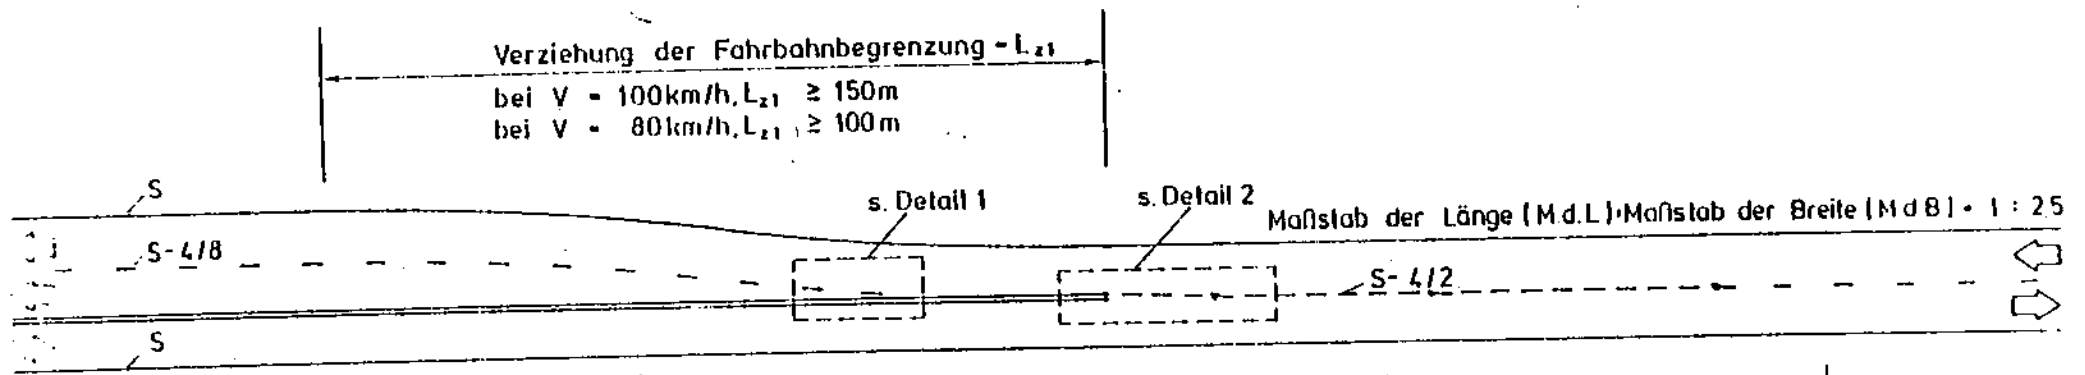 Verziehung der Fahrbahnbegrenzung - Lz1
bei V = 100km/h, Lz1 ≥ 150m
bei V = 80km/h, Lz1 ≥ 100m
S
s. Detail 1
s. Detail 2
Maßstab der Länge (M.d.L):Maßstab der Breite (M d B) = 1 : 25
S-4/8
S-4/2
S